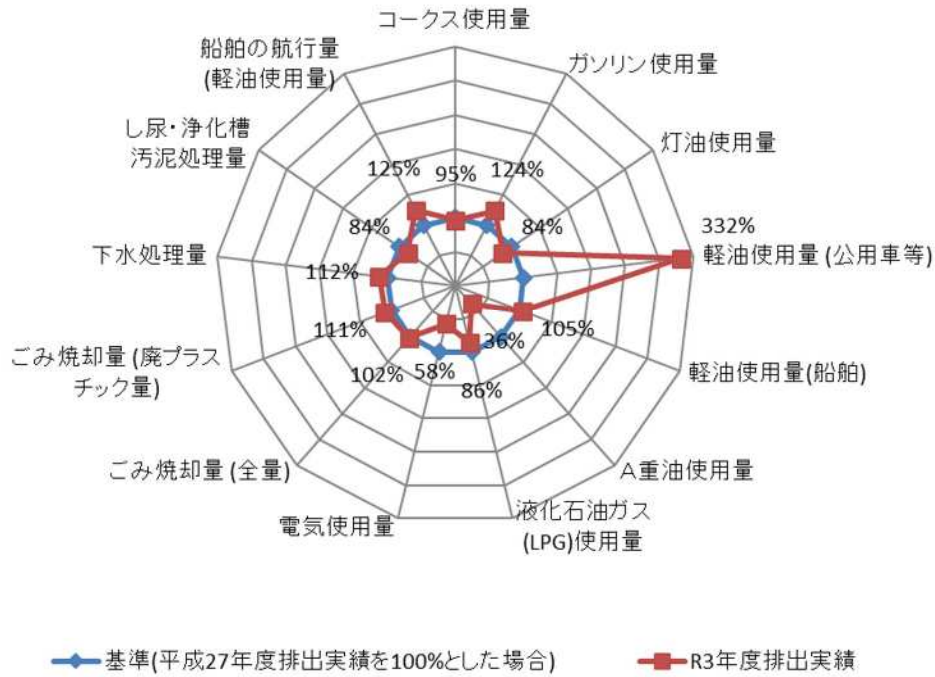 コークス使用量
船舶の航行量
(軽油使用量)
ガソリン使用量
し尿・浄化槽
汚泥処理量
灯油使用量
125%
95%
124%
84%
84%
332%
下水処理量
112%
軽油使用量 (公用車等)
ごみ焼却量 (廃プラス
チック量)
111%
105%
軽油使用量(船舶)
102%
58%
86%
36%
ごみ焼却量 (全量)
A重油使用量
電気使用量
液化石油ガス
(LPG)使用量
基準(平成27年度排出実績を100%とした場合)
R3年度排出実績